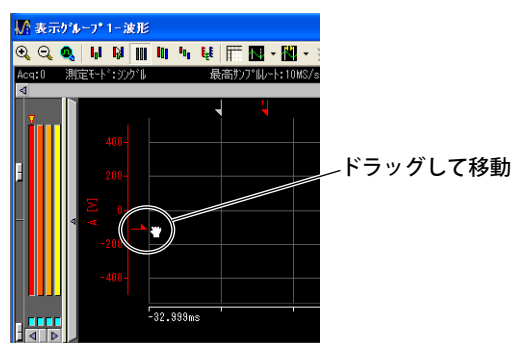 表示ｸﾞﾙｰﾌﾟ1-波形
Acq:0 測定ﾓｰﾄﾞ:ｼﾝｸﾞﾙ 最高ｻﾝﾌﾟﾙﾚｰﾄ:10MS/s
1
400
200
A [V]
0
-200
-400
-32.999ms
ドラッグして移動